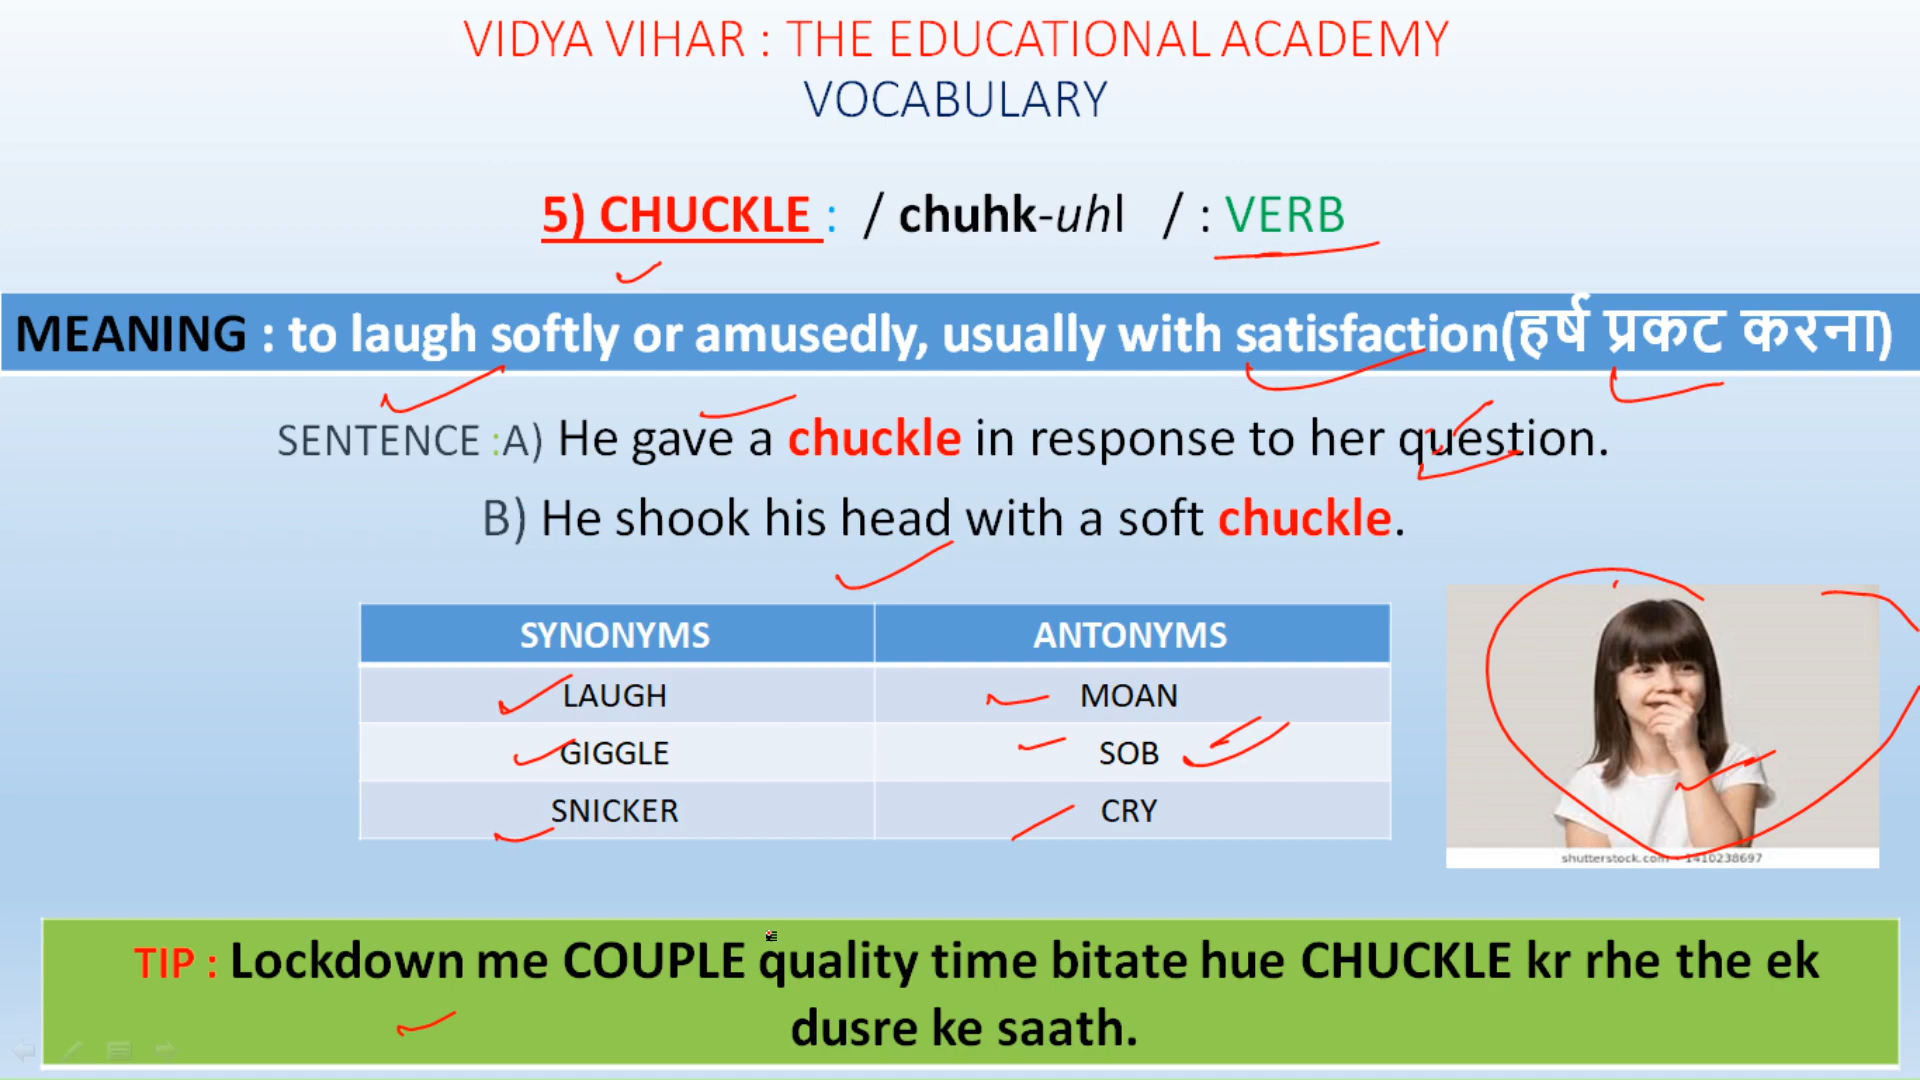 VIDYA VIHAR : THE EDUCATIONAL ACADEMY
VOCABULARY
5) CHUCKLE : / chuhk-uhl / : VERB
MEANING : to laugh softly or amusedly, usually with satisfaction(हर्ष प्रकट करना)
SENTENCE :A) He gave a chuckle in response to her question.
B) He shook his head with a soft chuckle.
SYNONYMS ANTONYMS
LAUGH MOAN
GIGGLE SOB
SNICKER CRY
shutterstock.com · 1410238697
TIP : Lockdown me COUPLE quality time bitate hue CHUCKLE kr rhe the ek
dusre ke saath.